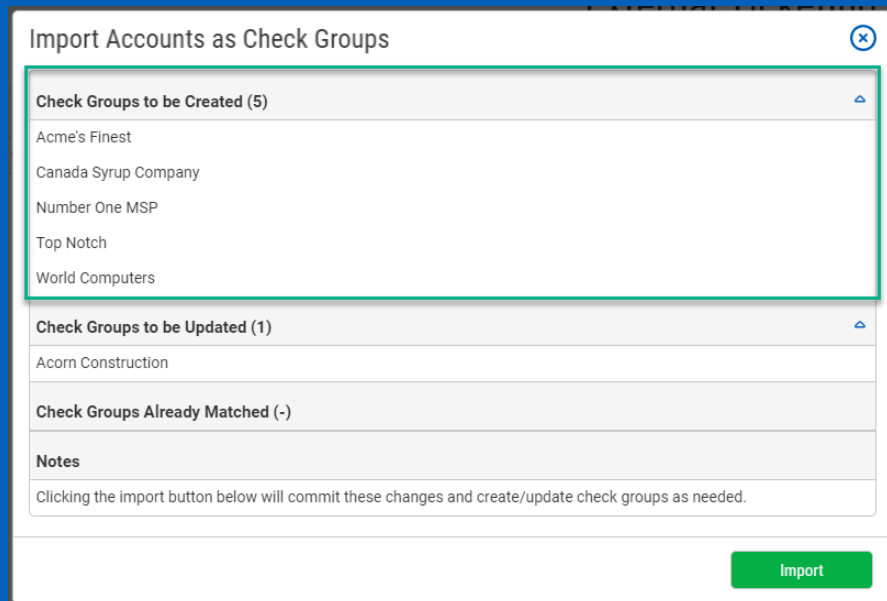 Import Accounts as Check Groups
Check Groups to be Created (5)
Acme's Finest
Canada Syrup Company
Number One MSP
Top Notch
World Computers
Check Groups to be Updated (1)
Acorn Construction
Check Groups Already Matched (-)
Notes
Clicking the import button below will commit these changes and create/update check groups as needed.
Import